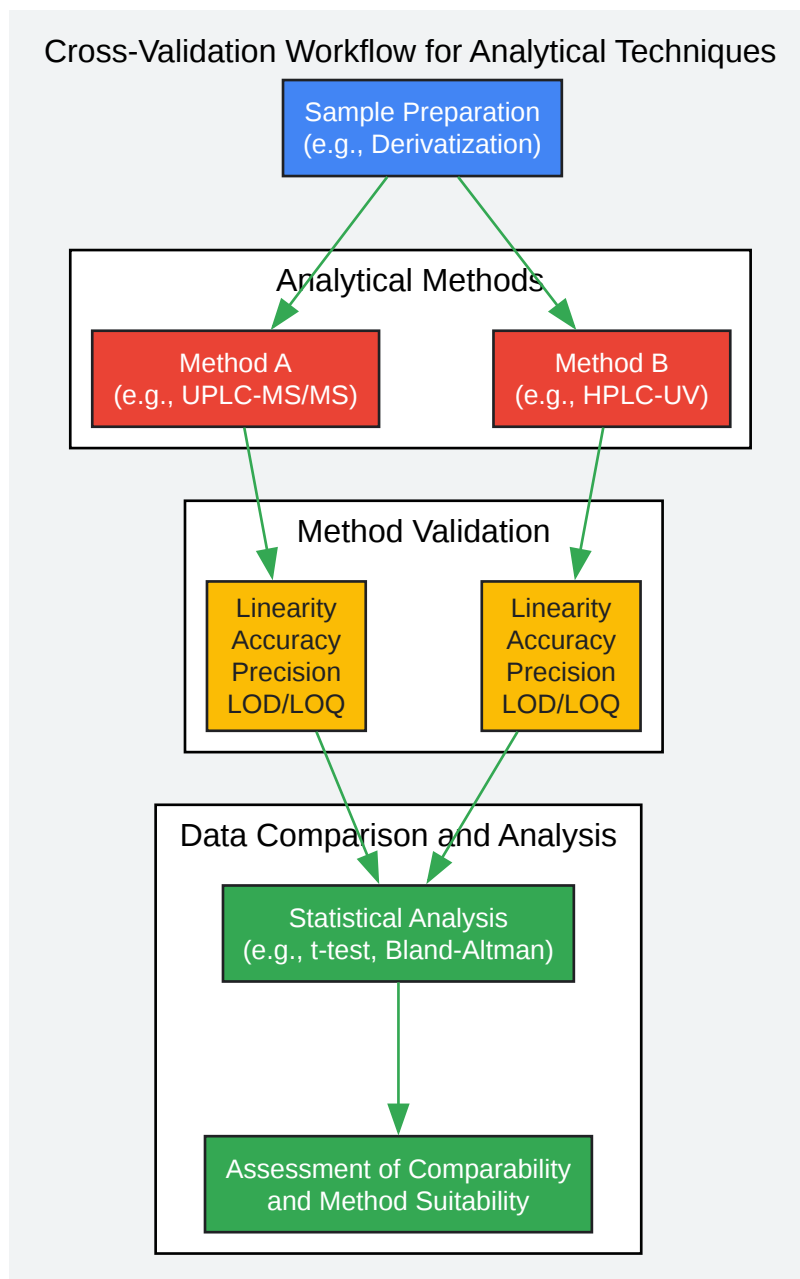 Cross-Validation Workflow for Analytical Techniques
Sample Preparation
(e.g., Derivatization)
Analytical Methods
Method A
(e.g., UPLC-MS/MS)
Method B
(e.g., HPLC-UV)
Method Validation
Linearity
Accuracy
Precision
LOD/LOQ
Linearity
Accuracy
Precision
LOD/LOQ
Data Comparison and Analysis
Statistical Analysis
(e.g., t-test, Bland-Altman)
Assessment of Comparability
and Method Suitability